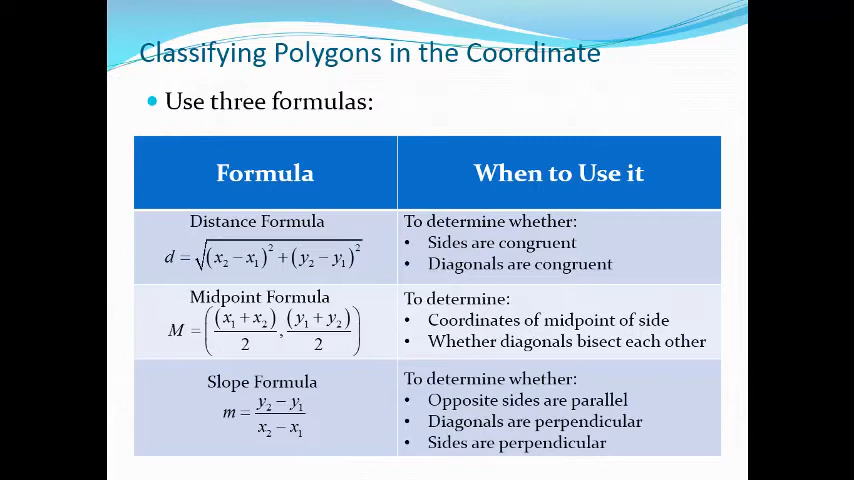 Classifying Polygons in the Coordinate
• Use three formulas:
Formula
When to Use it
Distance Formula
d = √(x₂ − x₁)² + (y₂ − y₁)²
To determine whether:
• Sides are congruent
• Diagonals are congruent
Midpoint Formula
M = ((x₁ + x₂)/2, (y₁ + y₂)/2)
To determine:
• Coordinates of midpoint of side
• Whether diagonals bisect each other
Slope Formula
m = (y₂ − y₁)/(x₂ − x₁)
To determine whether:
• Opposite sides are parallel
• Diagonals are perpendicular
• Sides are perpendicular